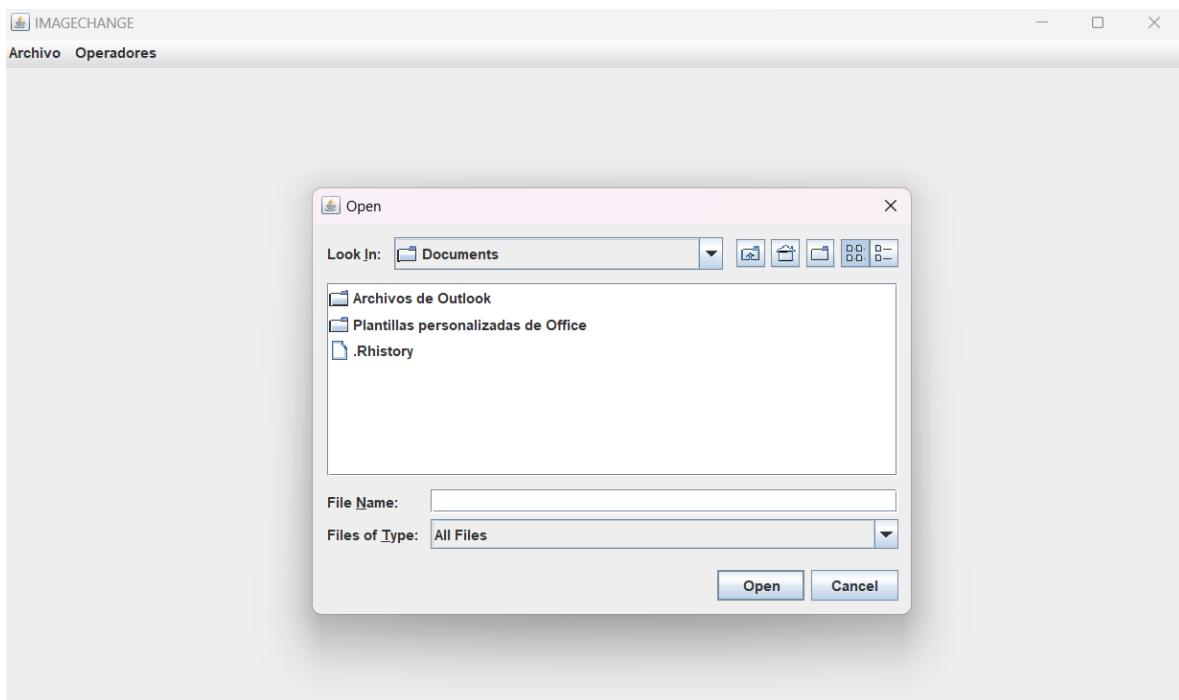 IMAGECHANGE
Archivo Operadores
Open
Look In: Documents
Archivos de Outlook
Plantillas personalizadas de Office
.Rhistory
File Name:
Files of Type: All Files
Open Cancel